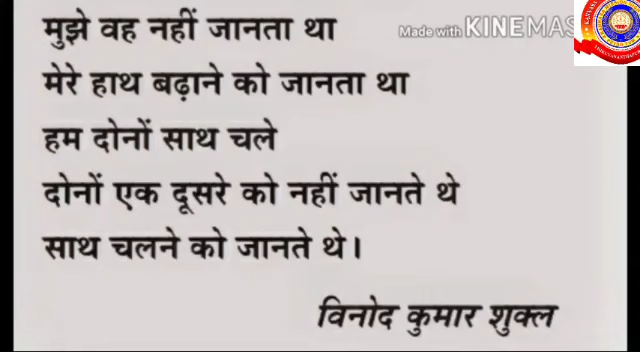 मुझे वह नहीं जानता था
Made with KINEMAS
मेरे हाथ बढ़ाने को जानता था
हम दोनों साथ चले
दोनों एक दूसरे को नहीं जानते थे
साथ चलने को जानते थे।
विनोद कुमार शुक्ल